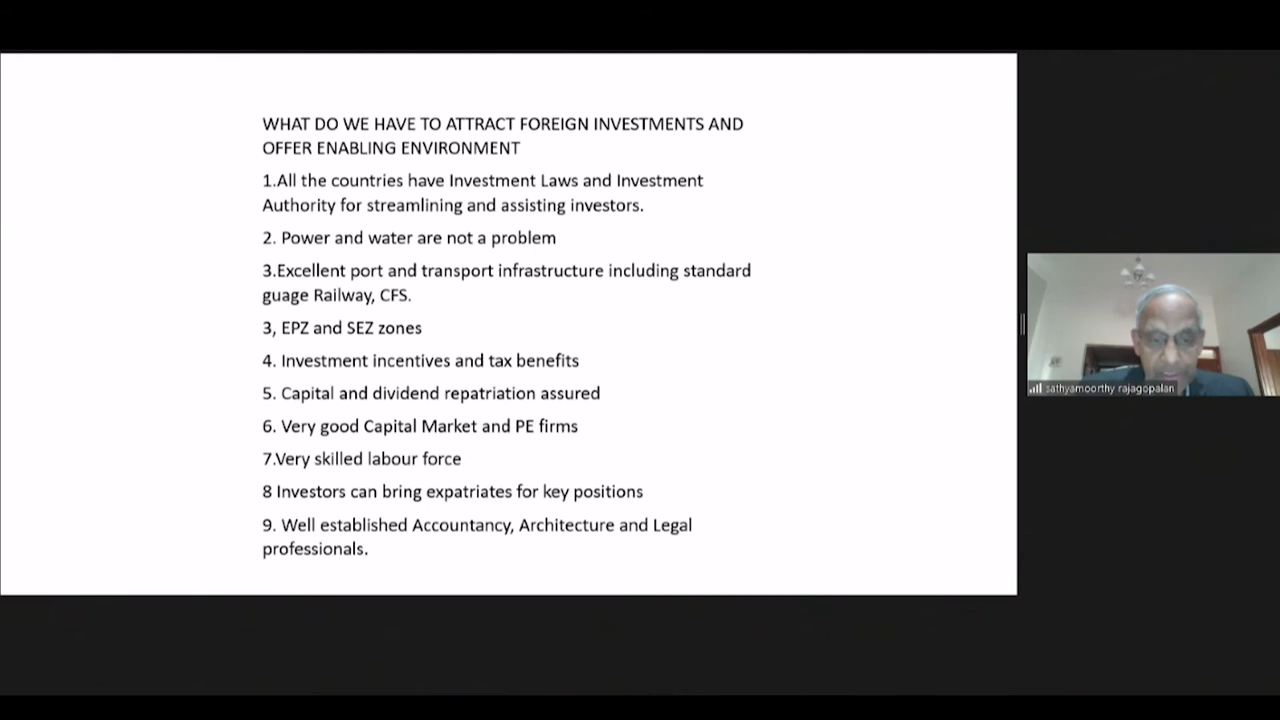 WHAT DO WE HAVE TO ATTRACT FOREIGN INVESTMENTS AND
OFFER ENABLING ENVIRONMENT
1.All the countries have Investment Laws and Investment
Authority for streamlining and assisting investors.
2. Power and water are not a problem
3.Excellent port and transport infrastructure including standard
guage Railway, CFS.
3, EPZ and SEZ zones
4. Investment incentives and tax benefits
5. Capital and dividend repatriation assured
6. Very good Capital Market and PE firms
7.Very skilled labour force
8 Investors can bring expatriates for key positions
9. Well established Accountancy, Architecture and Legal
professionals.
sathyamoorthy rajagopalan